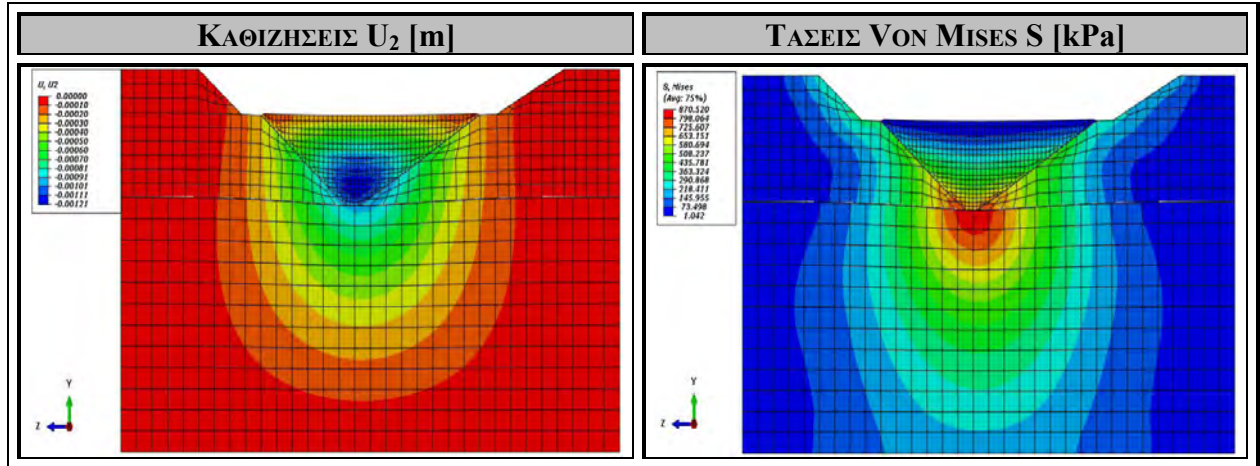 ΚΑΘΙΖΗΣΕΙΣ U2 [m]
ΤΑΣΕΙΣ VON MISES S [kPa]
U, U2
0.00000
-0.00010
-0.00020
-0.00030
-0.00040
-0.00050
-0.00060
-0.00070
-0.00081
-0.00091
-0.00101
-0.00111
-0.00121
Y
Z
S, Mises
(Avg: 75%)
870.520
798.064
725.607
653.151
580.694
508.237
435.781
363.324
290.868
218.411
145.955
73.498
1.042
Y
Z